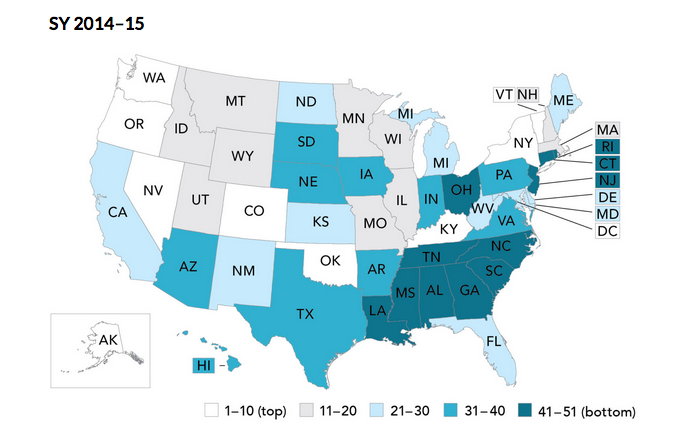 SY 2014–15
WA
MT
ND
MN
VT NH
ME
OR
ID
SD
WI
MI
MI
NY
MA
RI
CT
NJ
DE
MD
DC
WY
NE
IA
IL
IN
OH
PA
NV
UT
CO
KS
MO
KY
WV
VA
CA
AZ
NM
OK
AR
TN
NC
SC
TX
LA
MS
AL
GA
FL
AK
HI
1–10 (top)
11–20
21–30
31–40
41–51 (bottom)